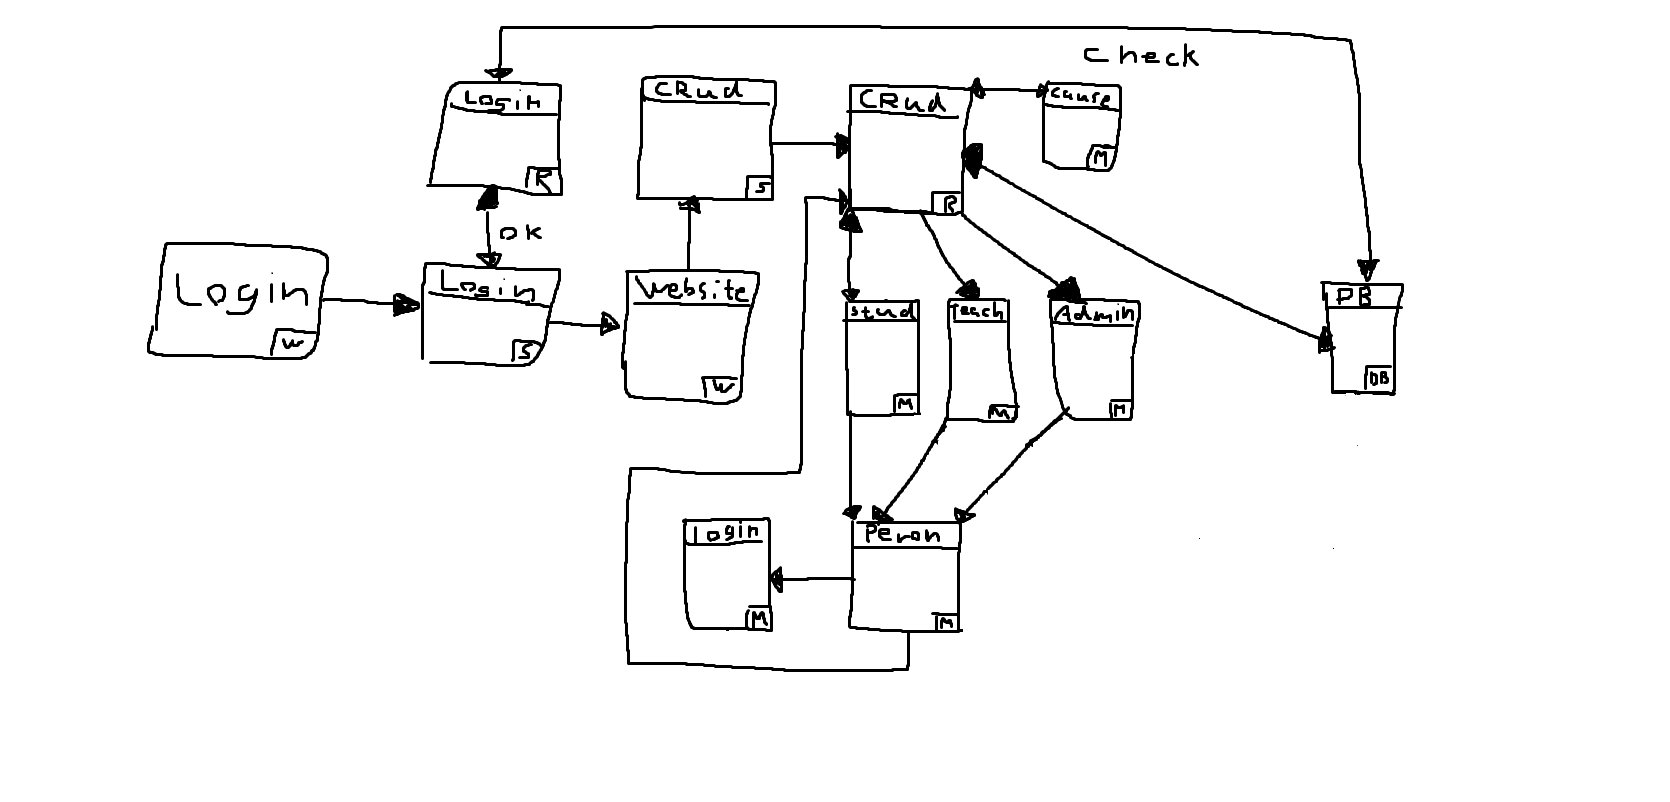 Check
Login
R
CRud
S
CRud
R
cause
M
OK
Login
W
Login
S
Website
W
Stud
M
Teach
M
Admin
M
DB
DB
Login
M
Peron
M